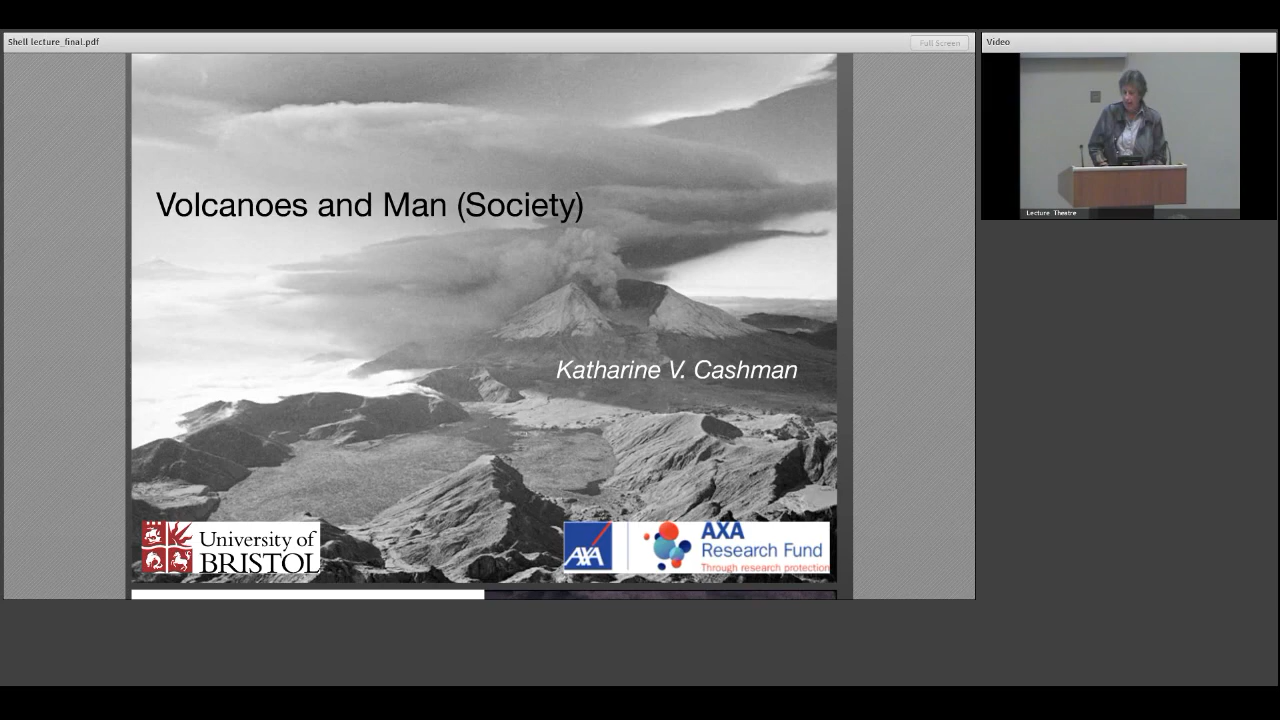 Shell lecture_final.pdf
Full Screen
Video
Lecture Theatre
Volcanoes and Man (Society)
Katharine V. Cashman
University of
BRISTOL
AXA
AXA
Research Fund
Through research protection